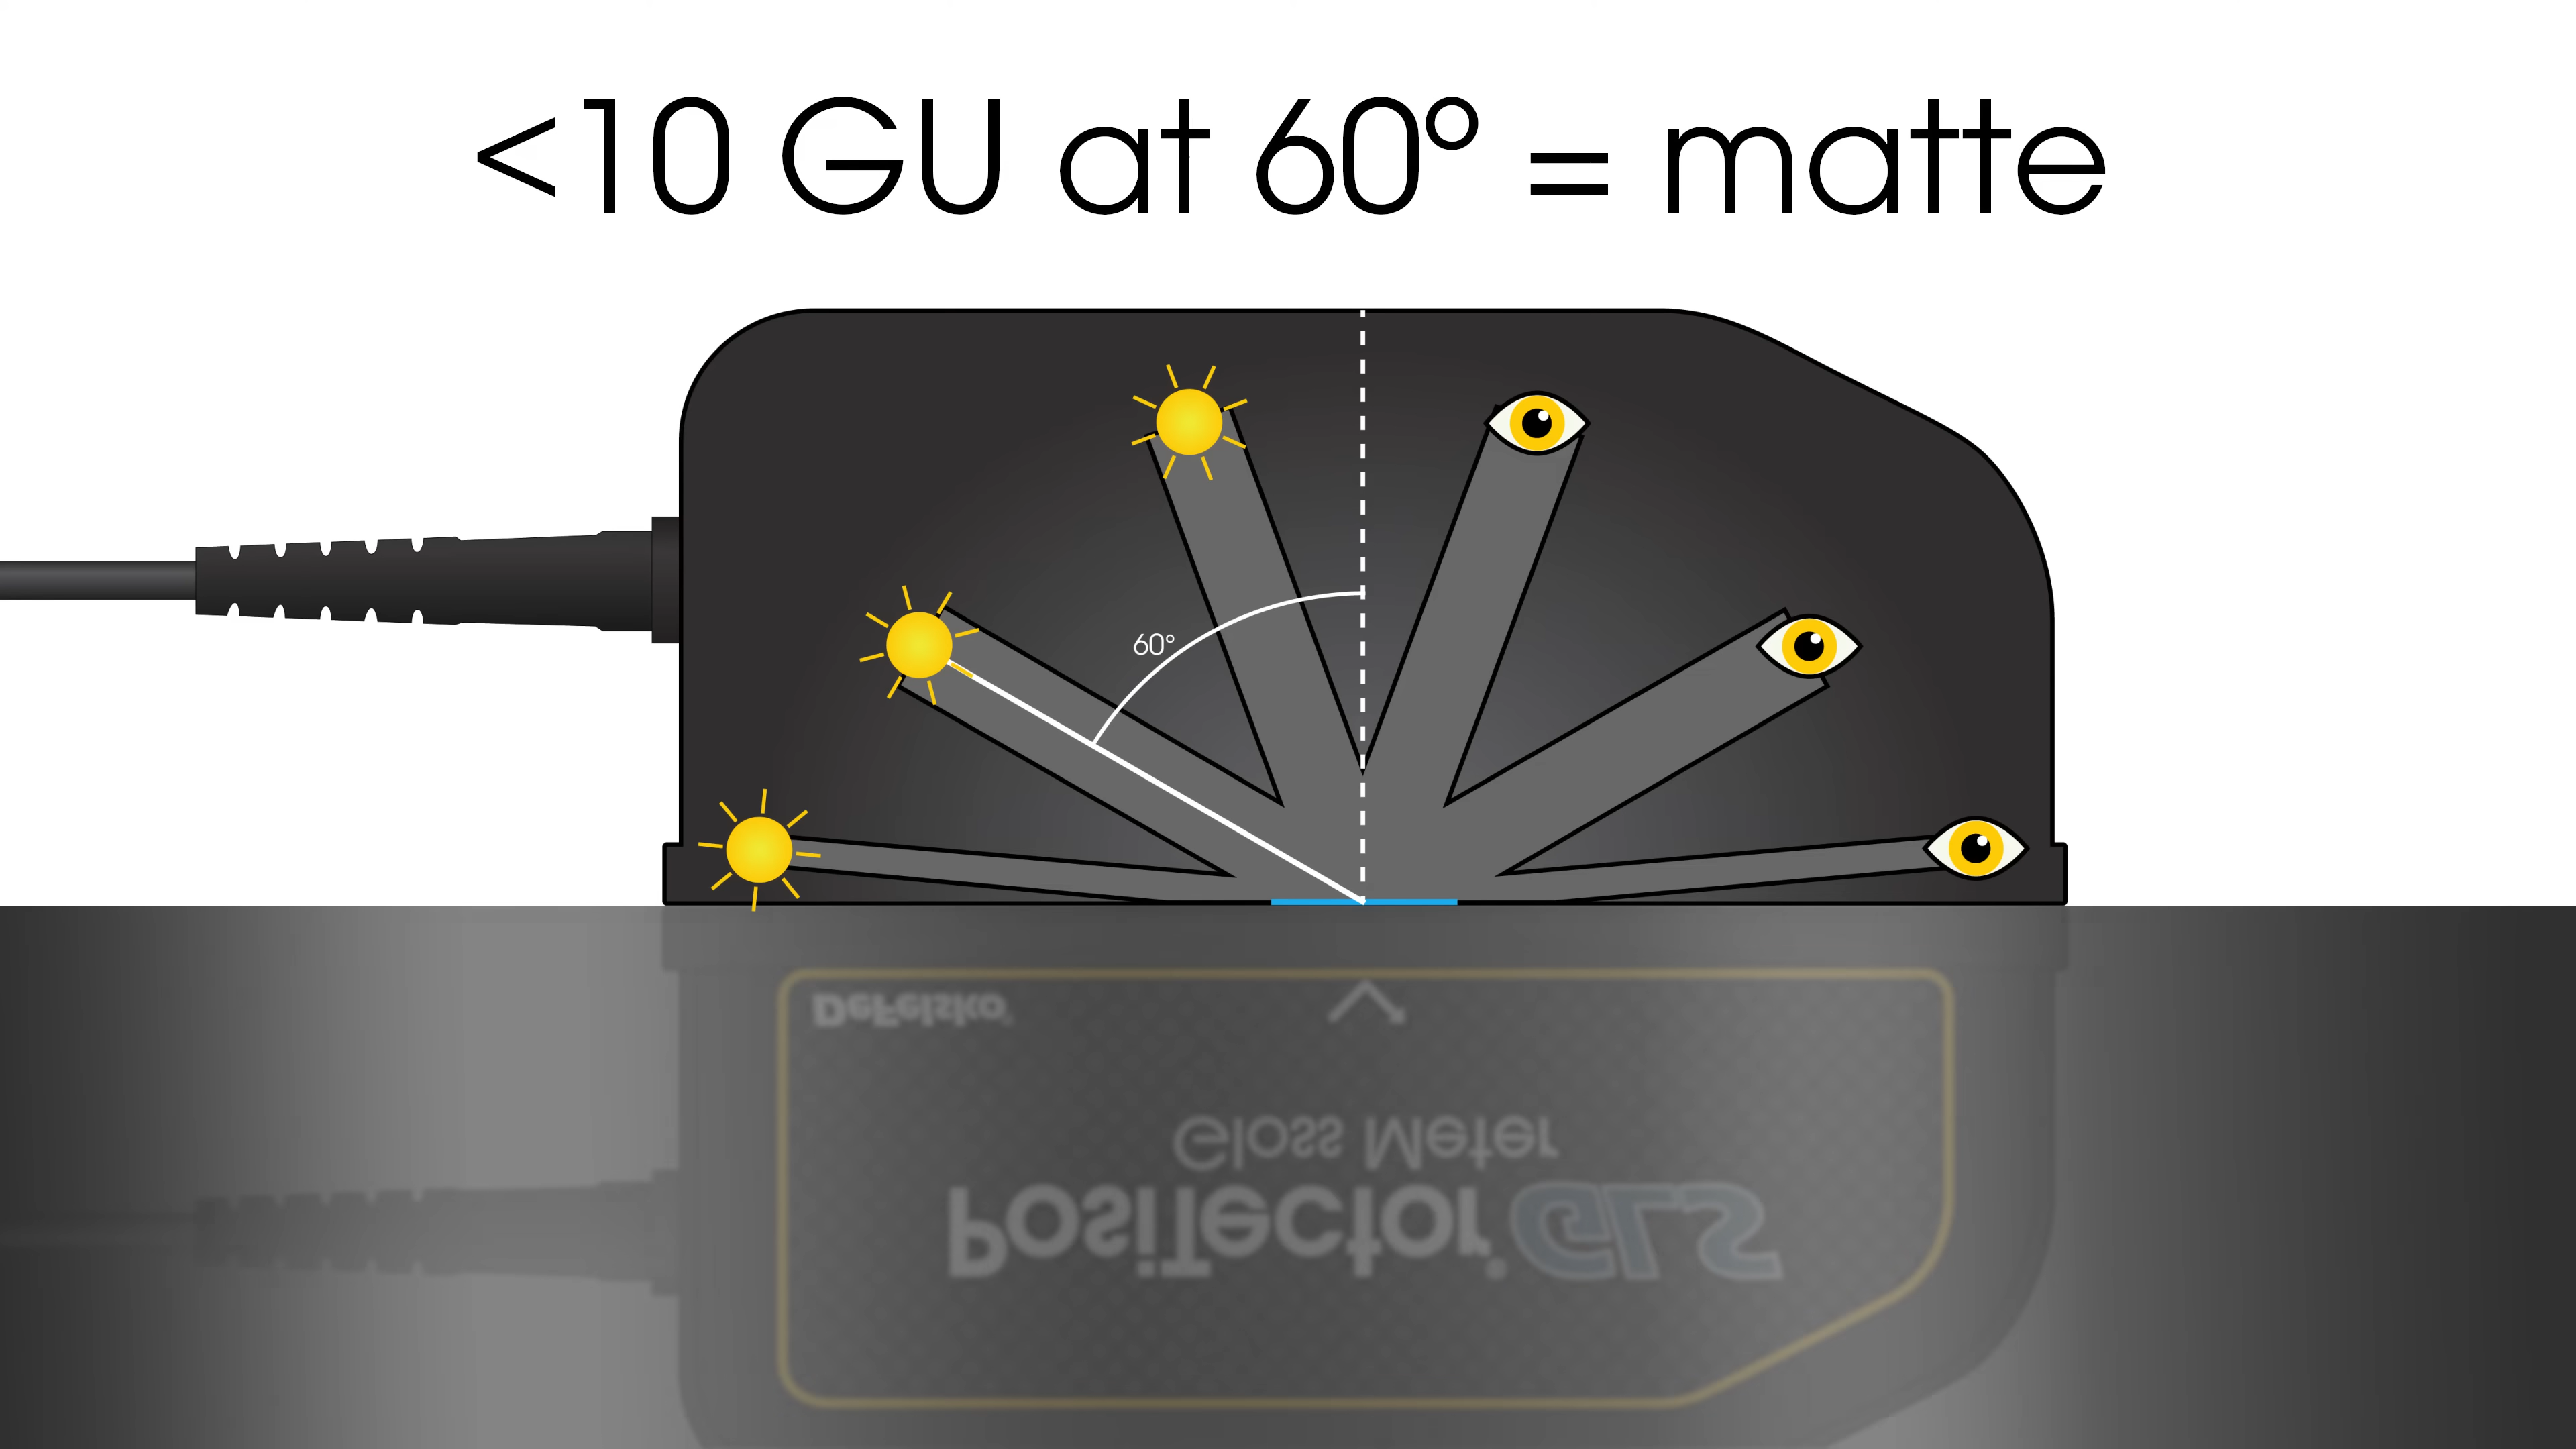 <10 GU at 60° = matte
60°
DeFelsko
Gloss Meter
PosiTector GLS